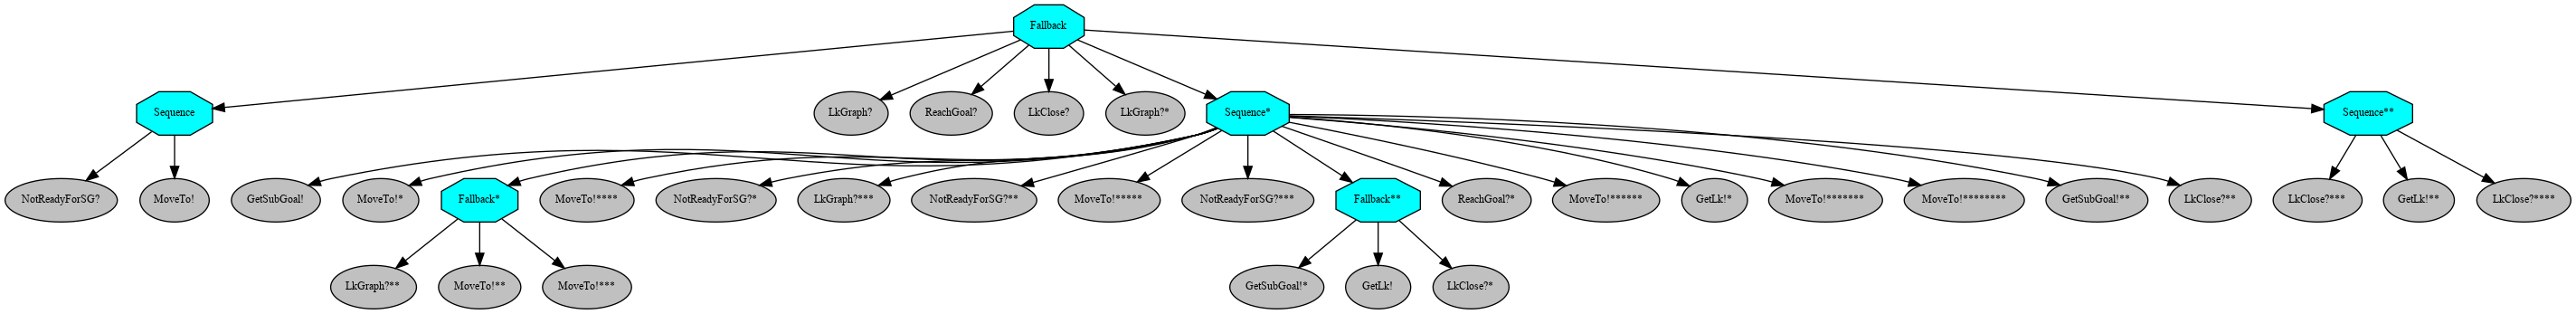 Fallback
Sequence
LkGraph?
ReachGoal?
LkClose?
LkGraph?*
Sequence*
Sequence**
NotReadyForSG?
MoveTo!
GetSubGoal!
MoveTo!*
Fallback*
MoveTo!****
NotReadyForSG?*
LkGraph?***
NotReadyForSG?**
MoveTo!*****
NotReadyForSG?***
Fallback**
ReachGoal?*
MoveTo!******
GetLk!*
MoveTo!*******
MoveTo!********
GetSubGoal!**
LkClose?**
LkClose?***
GetLk!**
LkClose?****
LkGraph?**
MoveTo!**
MoveTo!***
GetSubGoal!*
GetLk!
LkClose?*